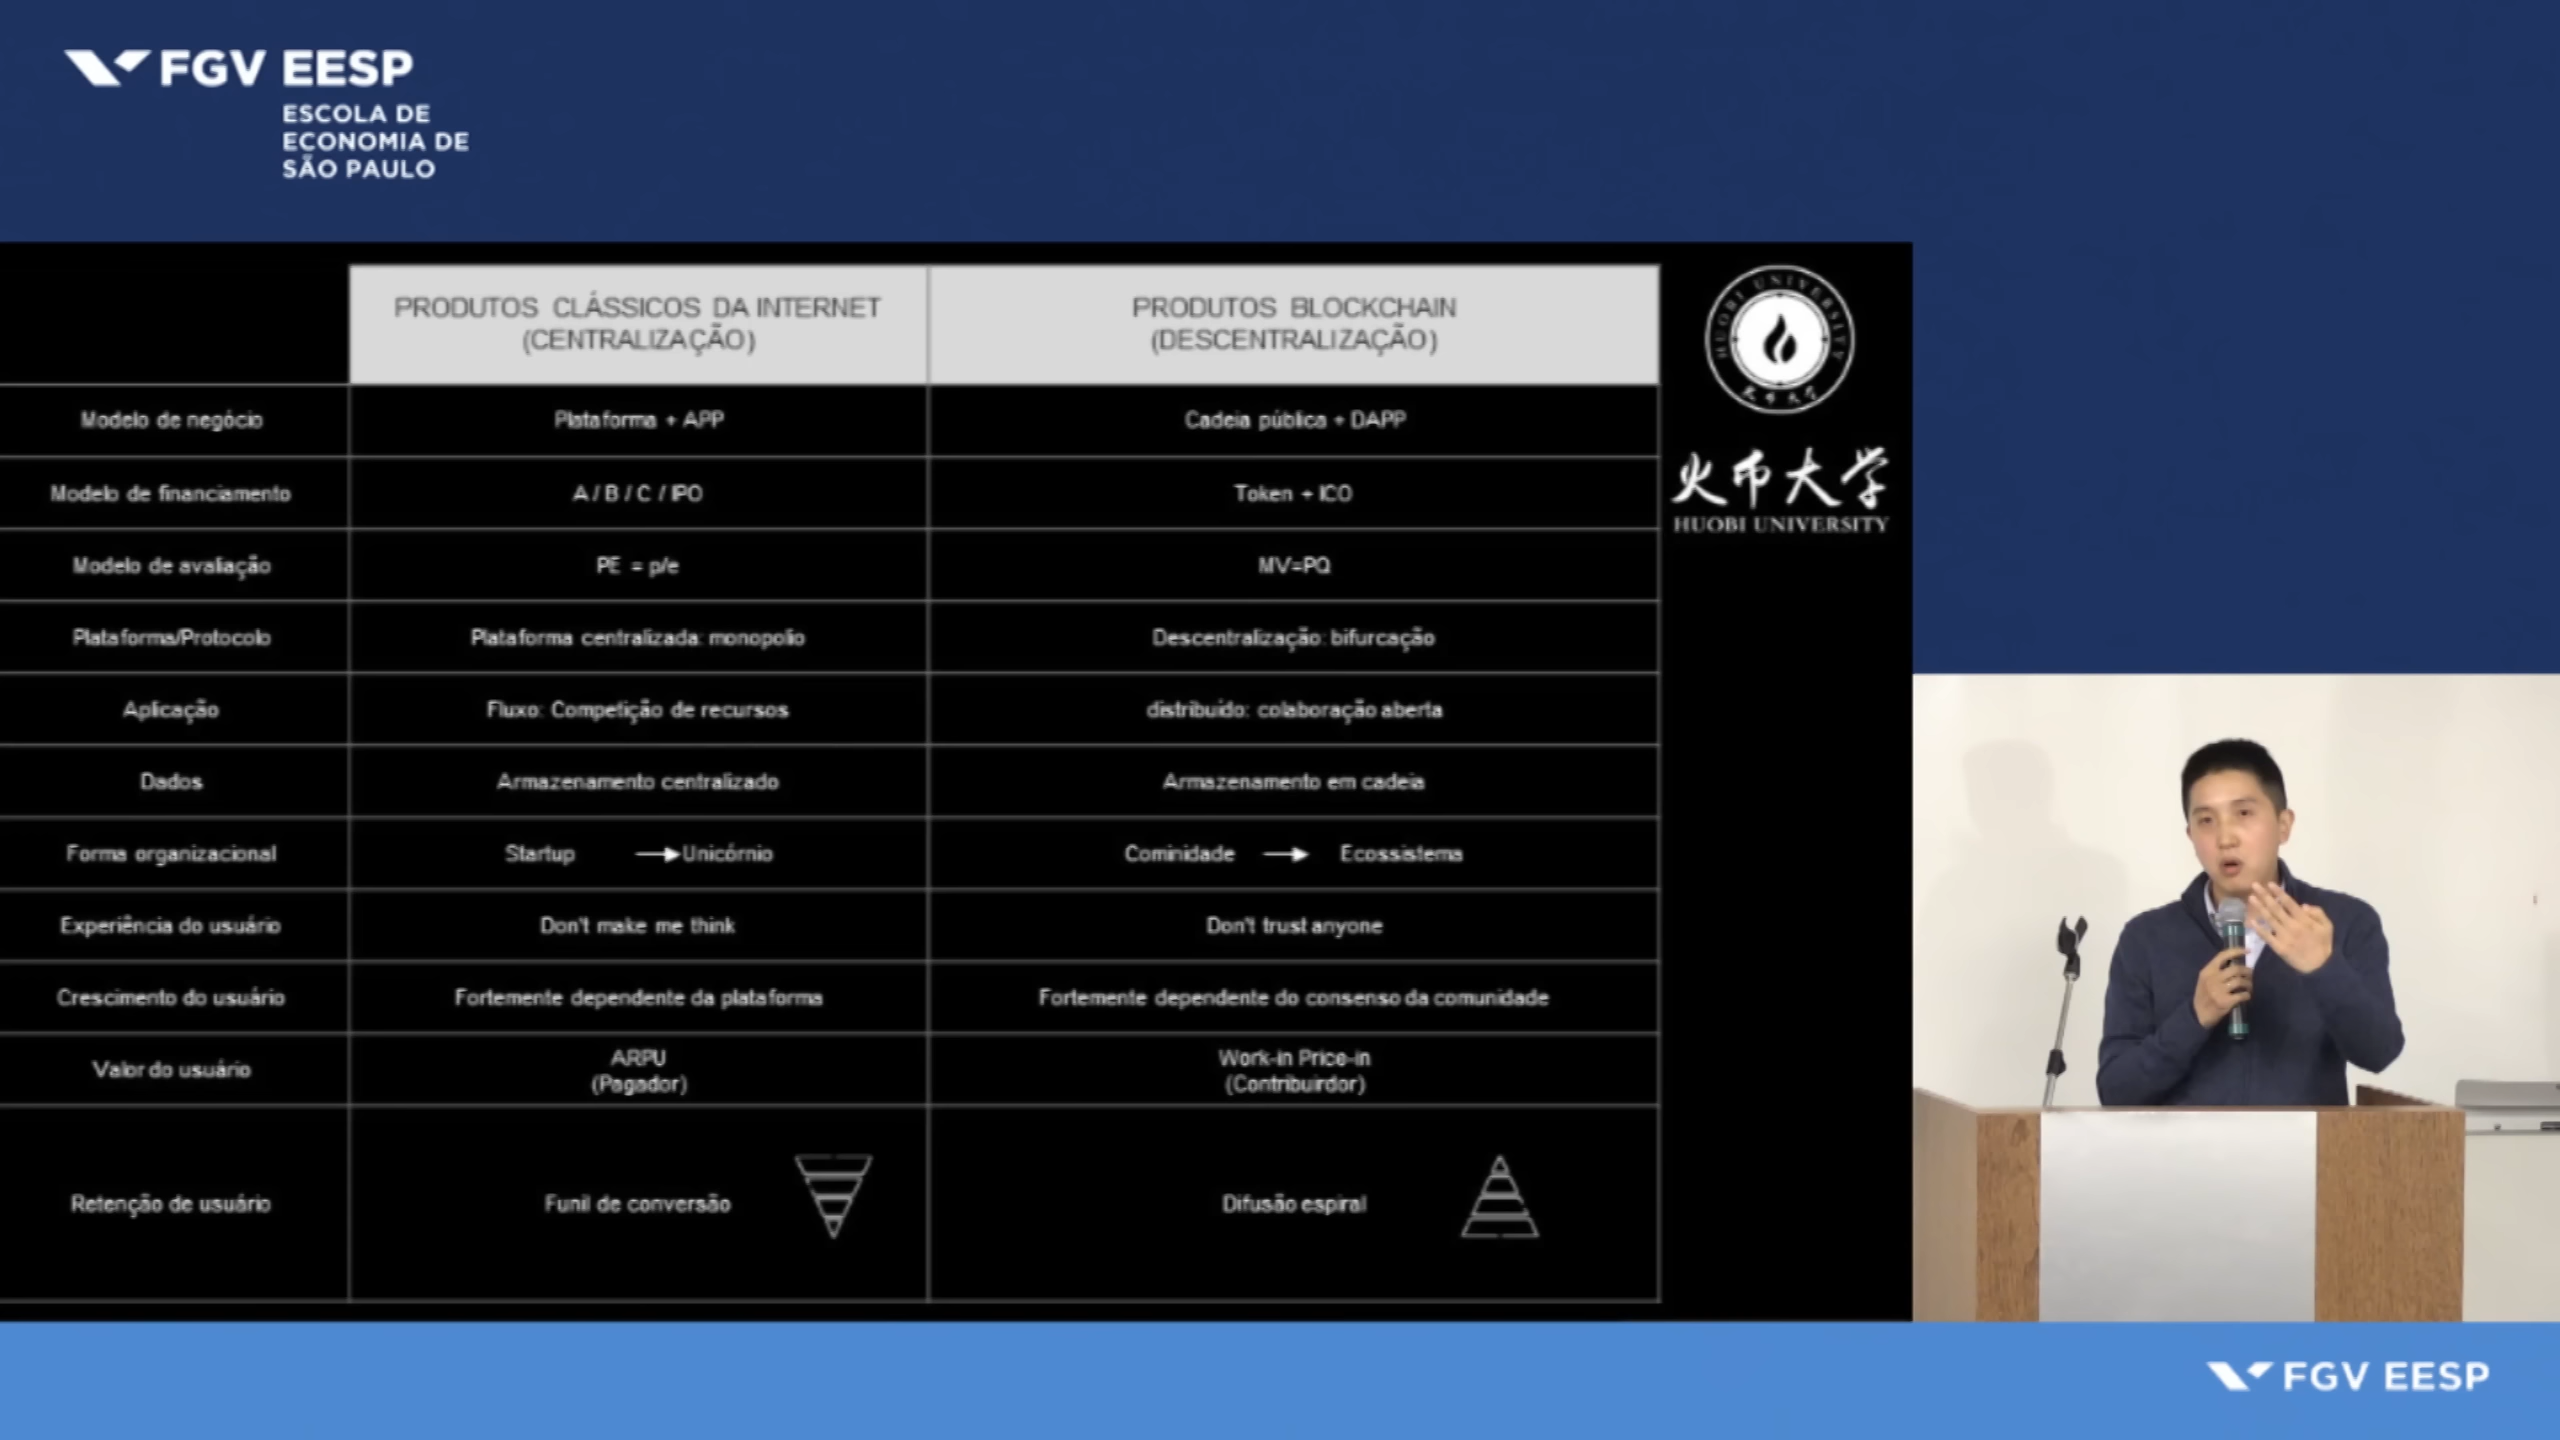 FGV EESP
ESCOLA DE
ECONOMIA DE
SÃO PAULO
PRODUTOS CLÁSSICOS DA INTERNET
(CENTRALIZAÇÃO)
PRODUTOS BLOCKCHAIN
(DESCENTRALIZAÇÃO)
Modelo de negócio
Plataforma + APP
Cadeia pública + DAPP
Modelo de financiamento
A / B / C / IPO
Token + ICO
Modelo de avaliação
PE = p/e
MV=PQ
Plataforma/Protocolo
Plataforma centralizada: monopolio
Descentralização: bifurcação
Aplicação
Fluxo: Competição de recursos
distribuído: colaboração aberta
Dados
Armazenamento centralizado
Armazenamento em cadeia
Forma organizacional
Startup → Unicórnio
Cominidade → Ecossistema
Experiência do usuário
Don't make me think
Don't trust anyone
Crescimento do usuário
Fortemente dependente da plataforma
Fortemente dependente do consenso da comunidade
Valor do usuário
ARPU
(Pagador)
Work-in Price-in
(Contribuirdor)
Retenção de usuário
Funil de conversão
Difusão espiral
HUOBI UNIVERSITY
火币大学
火币大学
HUOBI UNIVERSITY
FGV EESP